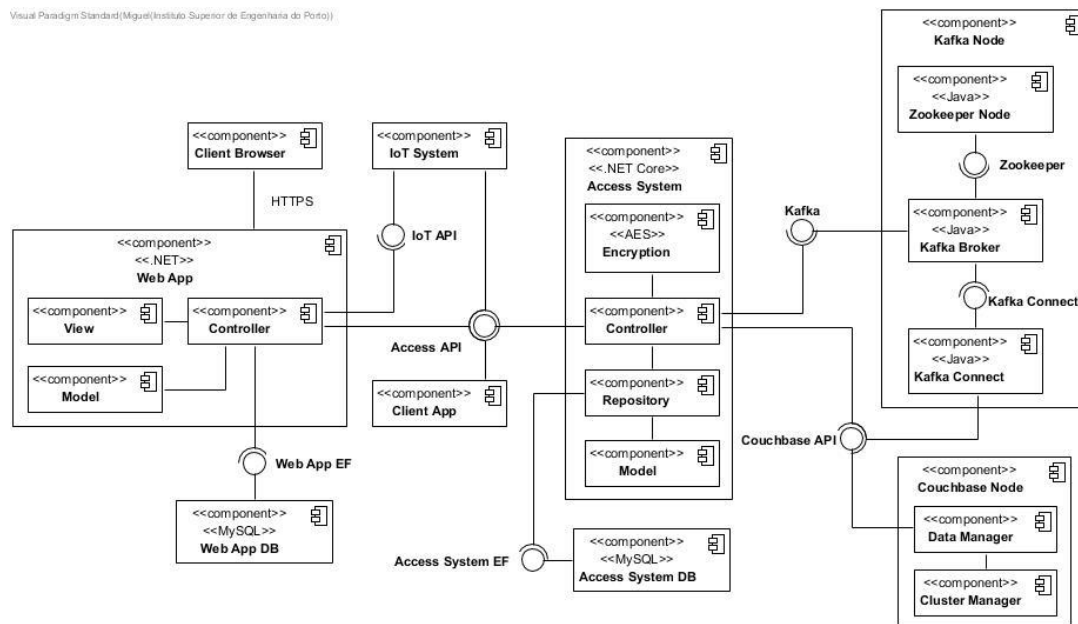 Visual Paradigm Standard(Miguel(Instituto Superior de Engenharia do Porto))
<<component>>
Client Browser
HTTPS
<<component>>
<<.NET>>
Web App
<<component>>
View
<<component>>
Controller
<<component>>
Model
Web App EF
<<component>>
<<MySQL>>
Web App DB
<<component>>
IoT System
IoT API
Access API
<<component>>
Client App
<<component>>
<<.NET Core>>
Access System
<<component>>
<<AES>>
Encryption
<<component>>
Controller
<<component>>
Repository
<<component>>
Model
Access System EF
<<component>>
<<MySQL>>
Access System DB
Kafka
Couchbase API
<<component>>
Kafka Node
<<component>>
<<Java>>
Zookeeper Node
Zookeeper
<<component>>
<<Java>>
Kafka Broker
Kafka Connect
<<component>>
<<Java>>
Kafka Connect
<<component>>
Couchbase Node
<<component>>
Data Manager
<<component>>
Cluster Manager